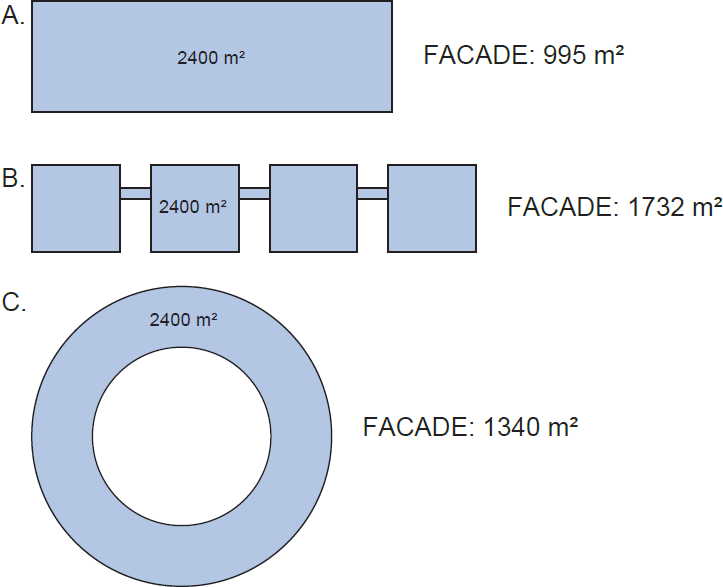 A.
2400 m²
FACADE: 995 m²
B.
2400 m²
FACADE: 1732 m²
C.
2400 m²
FACADE: 1340 m²